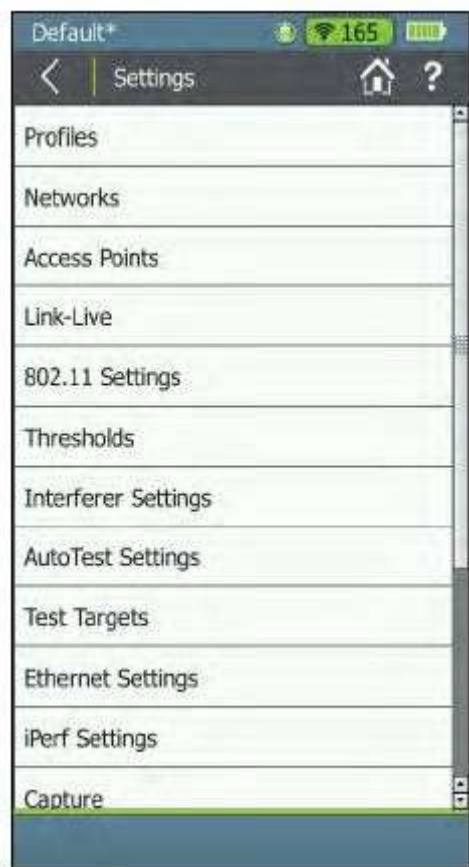 Default*
165
Settings
?
Profiles
Networks
Access Points
Link-Live
802.11 Settings
Thresholds
Interferer Settings
AutoTest Settings
Test Targets
Ethernet Settings
iPerf Settings
Capture